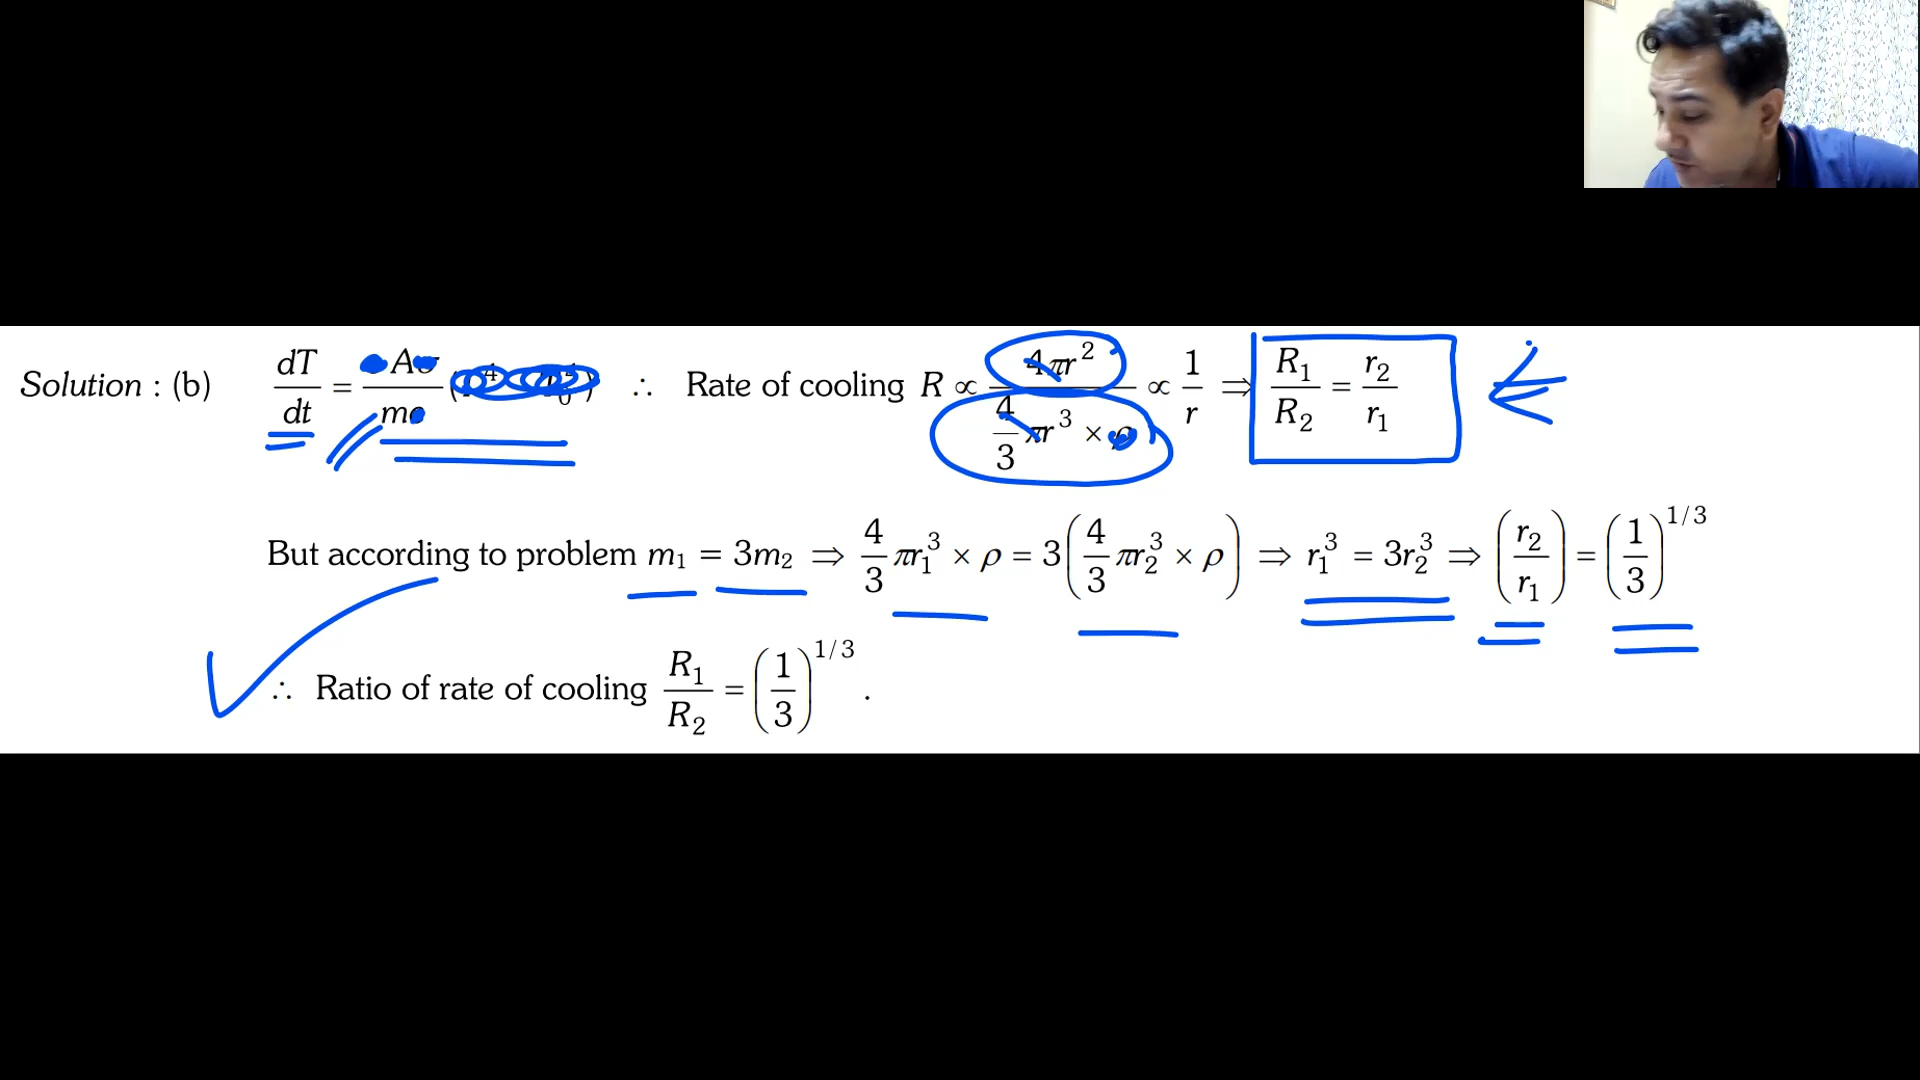 Solution : (b) dT/dt = Aσ/mc (T⁴ – T₀⁴) ∴ Rate of cooling R ∝ 4πr²/(4/3 πr³ × ρ) ∝ 1/r ⇒ R₁/R₂ = r₂/r₁
But according to problem m₁ = 3m₂ ⇒ 4/3 πr₁³ × ρ = 3(4/3 πr₂³ × ρ) ⇒ r₁³ = 3r₂³ ⇒ (r₂/r₁) = (1/3)^1/3
∴ Ratio of rate of cooling R₁/R₂ = (1/3)^1/3 .